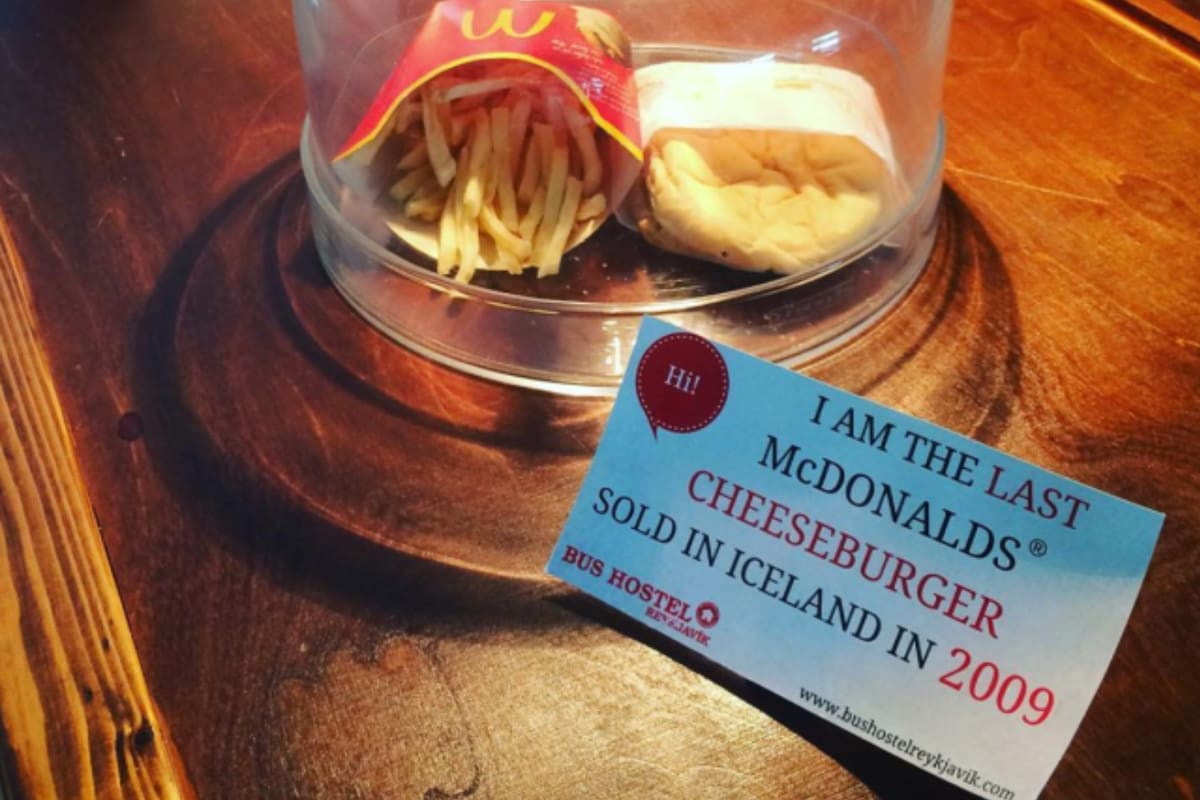 Hi!
I AM THE LAST
McDONALDS®
CHEESEBURGER
SOLD IN ICELAND IN 2009
BUS HOSTEL
REYKJAVÍK
www.bushostelreykjavik.com